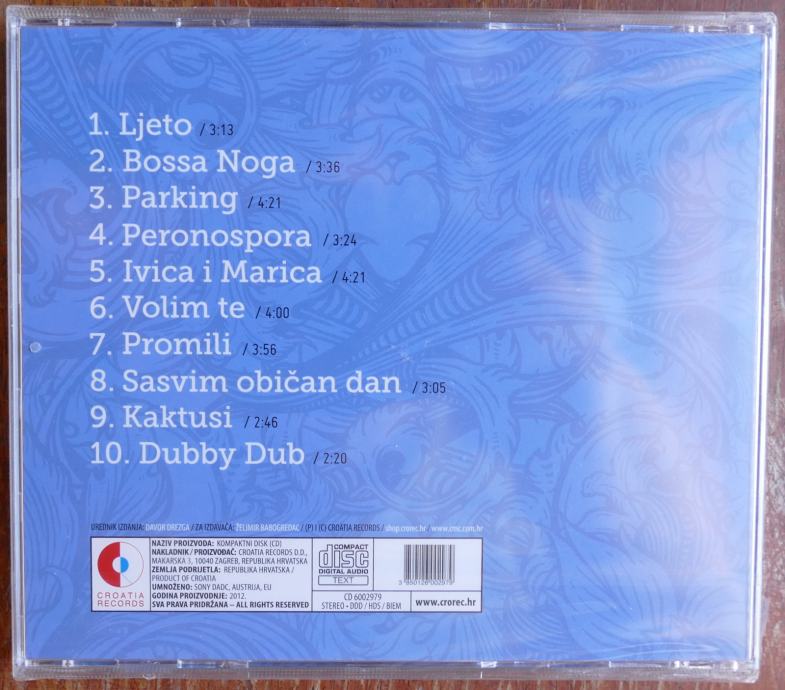 1. Ljeto / 3:13
2. Bossa Noga / 3:36
3. Parking / 4:21
4. Peronospora / 3:24
5. Ivica i Marica / 4:21
6. Volim te / 4:00
7. Promili / 3:56
8. Sasvim običan dan / 3:05
9. Kaktusi / 2:46
10. Dubby Dub / 2:20
UREDNIK IZDANJA: DAVOR DREZGA / ZA IZDAVAČA: ŽELIMIR BABOGREDAC / (P) I (C) CROATIA RECORDS / shop.crorec.hr / www.cmc.com.hr
CROATIA
RECORDS
NAZIV PROIZVODA: KOMPAKTNI DISK (CD)
NAKLADNIK / PROIZVOĐAČ: CROATIA RECORDS D.D.,
MAKARSKA 3, 10040 ZAGREB, REPUBLIKA HRVATSKA
ZEMLJA PODRIJETLA: REPUBLIKA HRVATSKA /
PRODUCT OF CROATIA
UMNOŽENO: SONY DADC, AUSTRIJA, EU
GODINA PROIZVODNJE: 2012.
SVA PRAVA PRIDRŽANA – ALL RIGHTS RESERVED
COMPACT
disc
DIGITAL AUDIO
TEXT
CD 6002979
STEREO • DDD / HDS / BIEM
3 850126 002979
www.crorec.hr